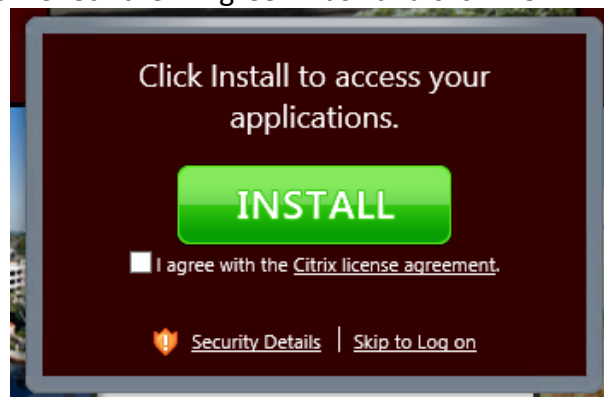 Click Install to access your
applications.
INSTALL
I agree with the Citrix license agreement.
Security Details | Skip to Log on